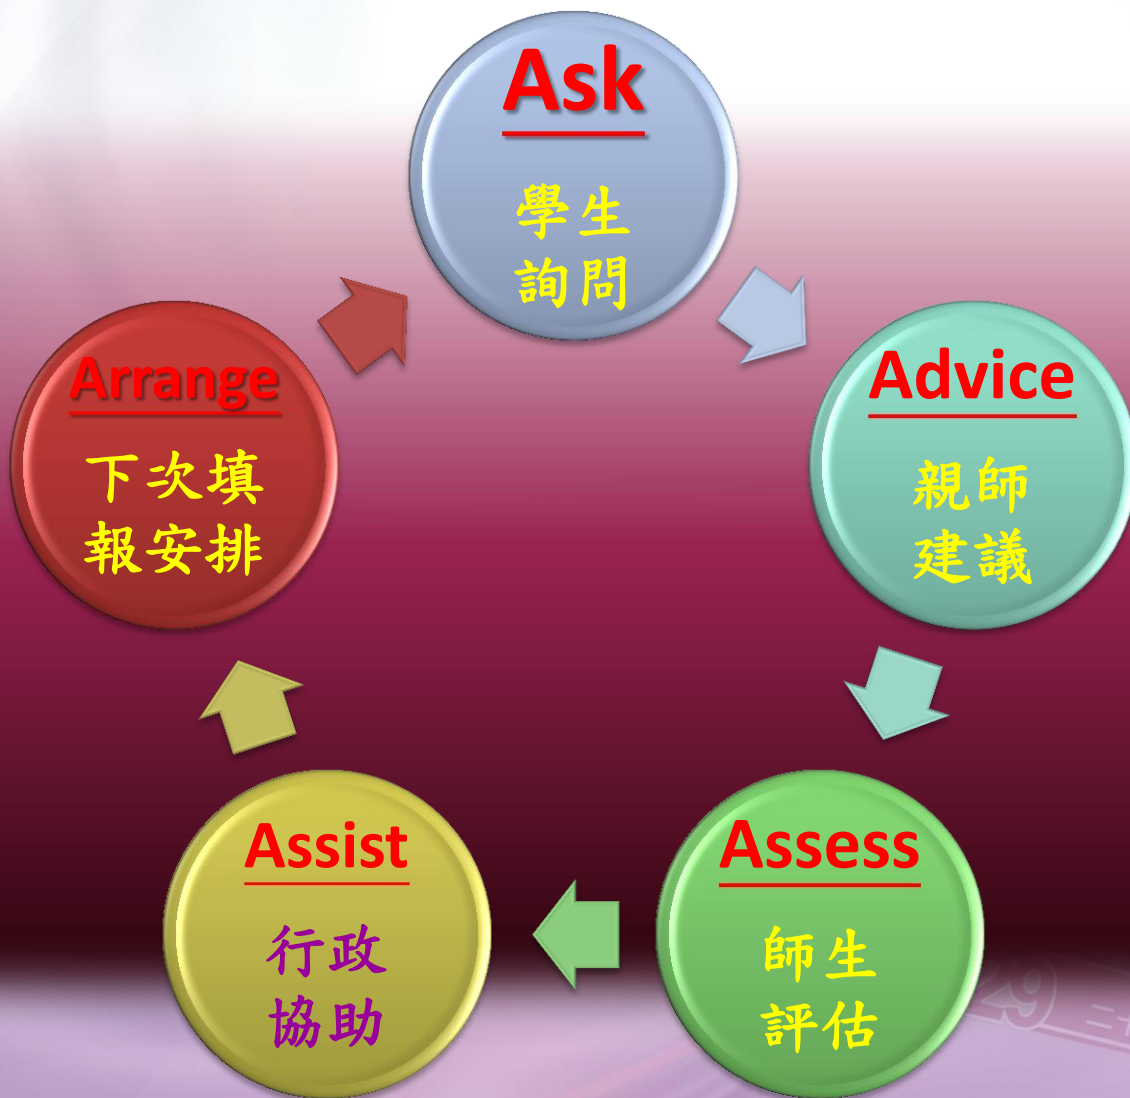 Ask
學生
詢問
Advice
親師
建議
Assess
師生
評估
Assist
行政
協助
Arrange
下次填
報安排
29